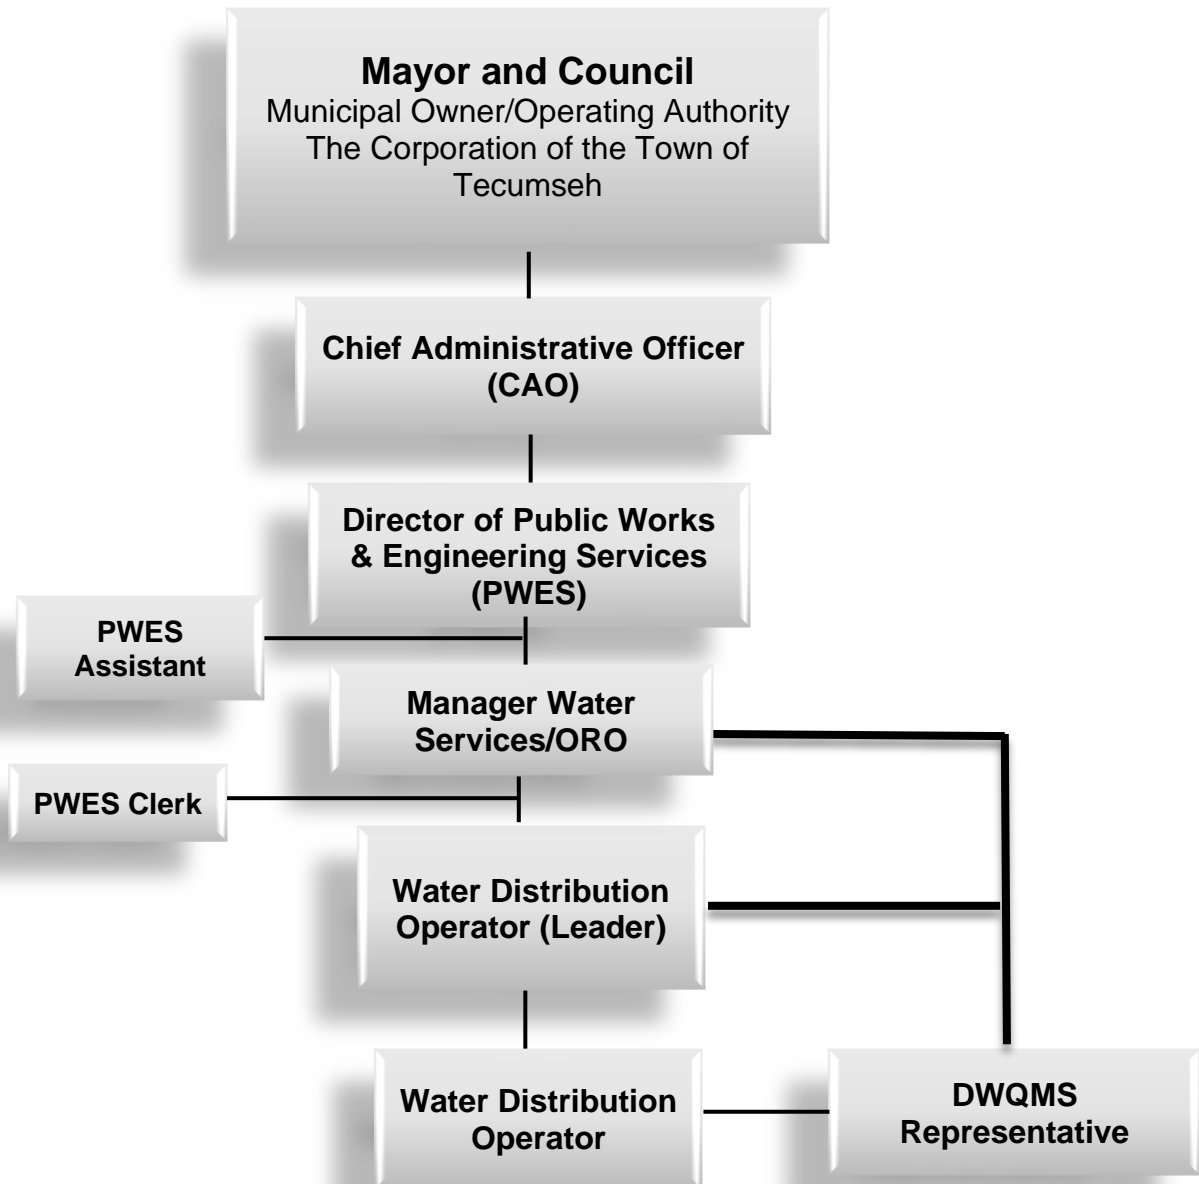 Mayor and Council
Municipal Owner/Operating Authority
The Corporation of the Town of
Tecumseh
Chief Administrative Officer
(CAO)
Director of Public Works
& Engineering Services
(PWES)
PWES
Assistant
Manager Water
Services/ORO
PWES Clerk
Water Distribution
Operator (Leader)
Water Distribution
Operator
DWQMS
Representative